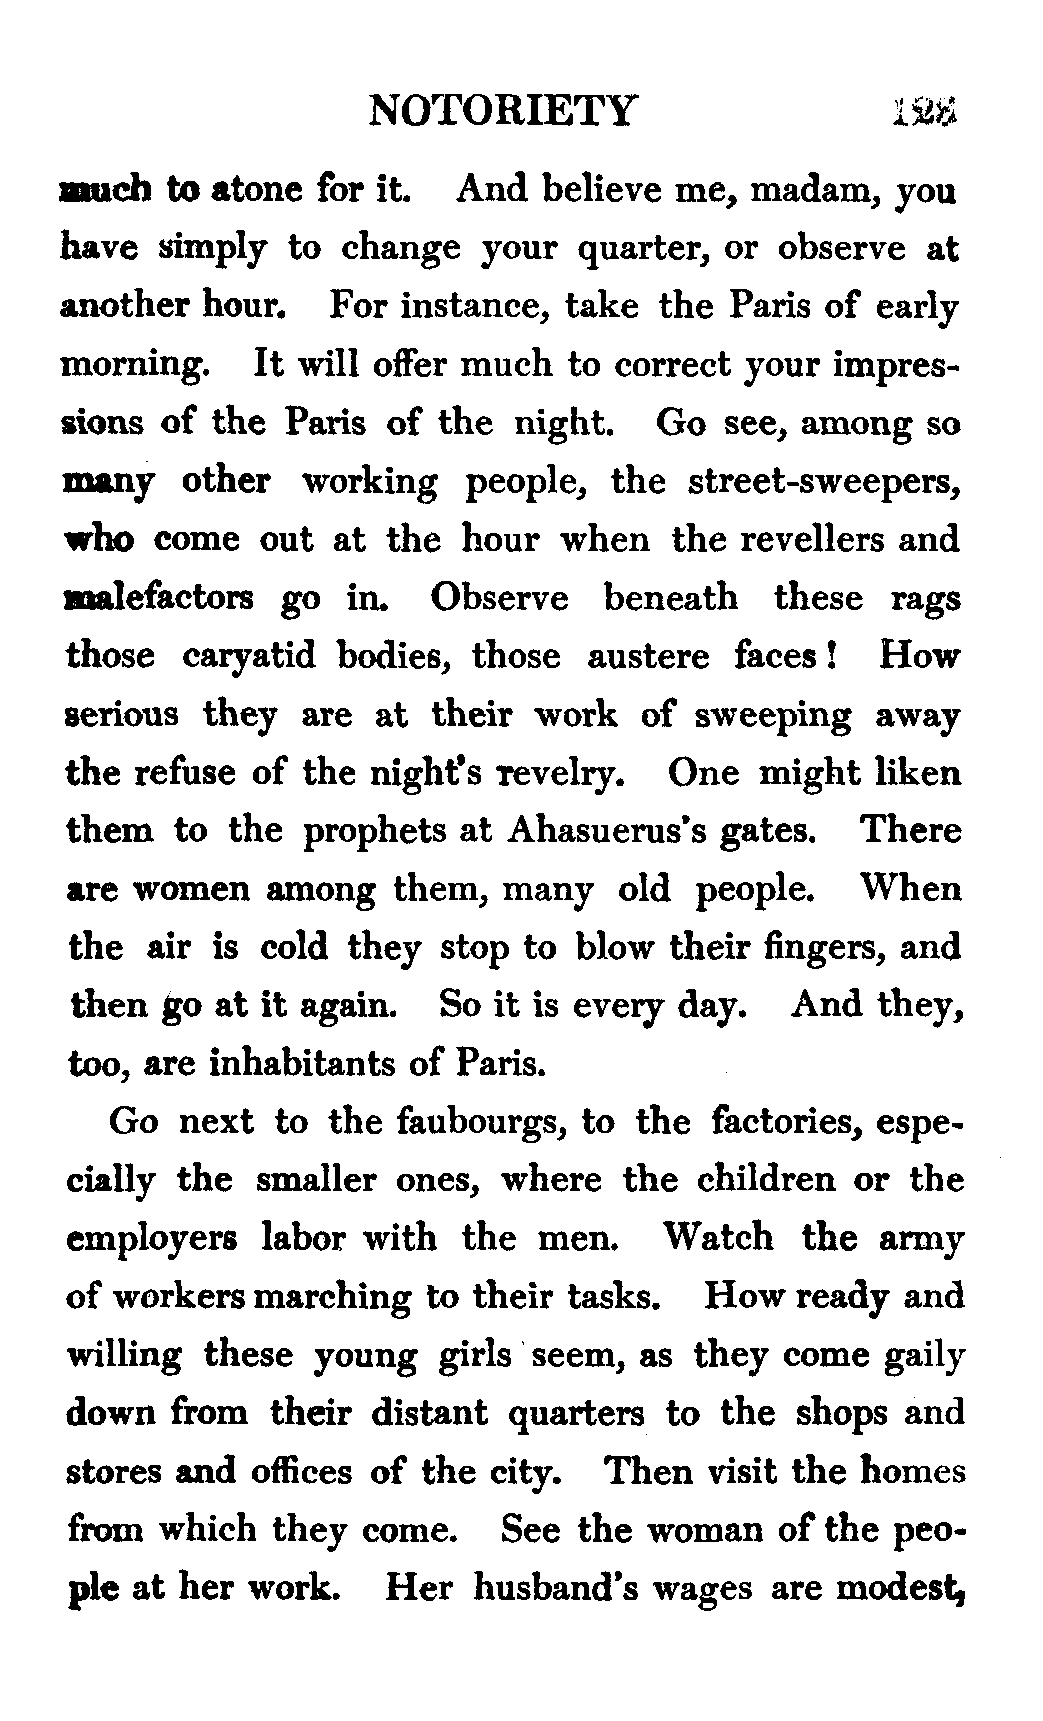 NOTORIETY
much to atone for it. And believe me, madam, you
have simply to change your quarter, or observe at
another hour. For instance, take the Paris of early
morning. It will offer much to correct your impres-
sions of the Paris of the night. Go see, among so
many other working people, the street-sweepers,
who come out at the hour when the revellers and
malefactors go in. Observe beneath these rags
those caryatid bodies, those austere faces! How
serious they are at their work of sweeping away
the refuse of the night's revelry. One might liken
them to the prophets at Ahasuerus's gates. There
are women among them, many old people. When
the air is cold they stop to blow their fingers, and
then go at it again. So it is every day. And they,
too, are inhabitants of Paris.
Go next to the faubourgs, to the factories, espe-
cially the smaller ones, where the children or the
employers labor with the men. Watch the army
of workers marching to their tasks. How ready and
willing these young girls seem, as they come gaily
down from their distant quarters to the shops and
stores and offices of the city. Then visit the homes
from which they come. See the woman of the peo-
ple at her work. Her husband's wages are modest,